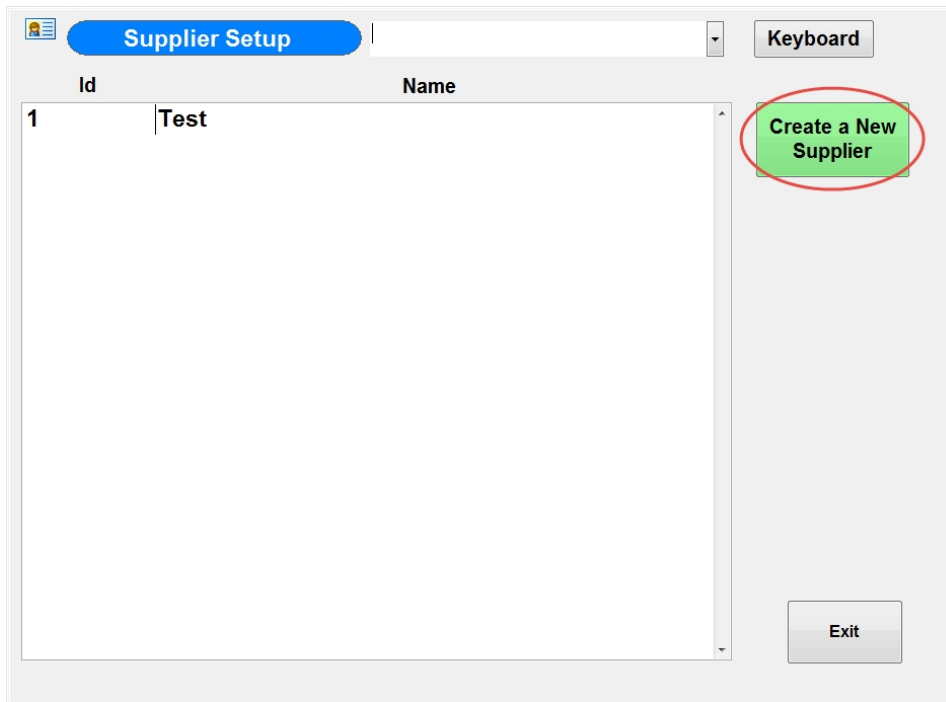 Supplier Setup
Keyboard
Id Name
1 Test
Create a New
Supplier
Exit